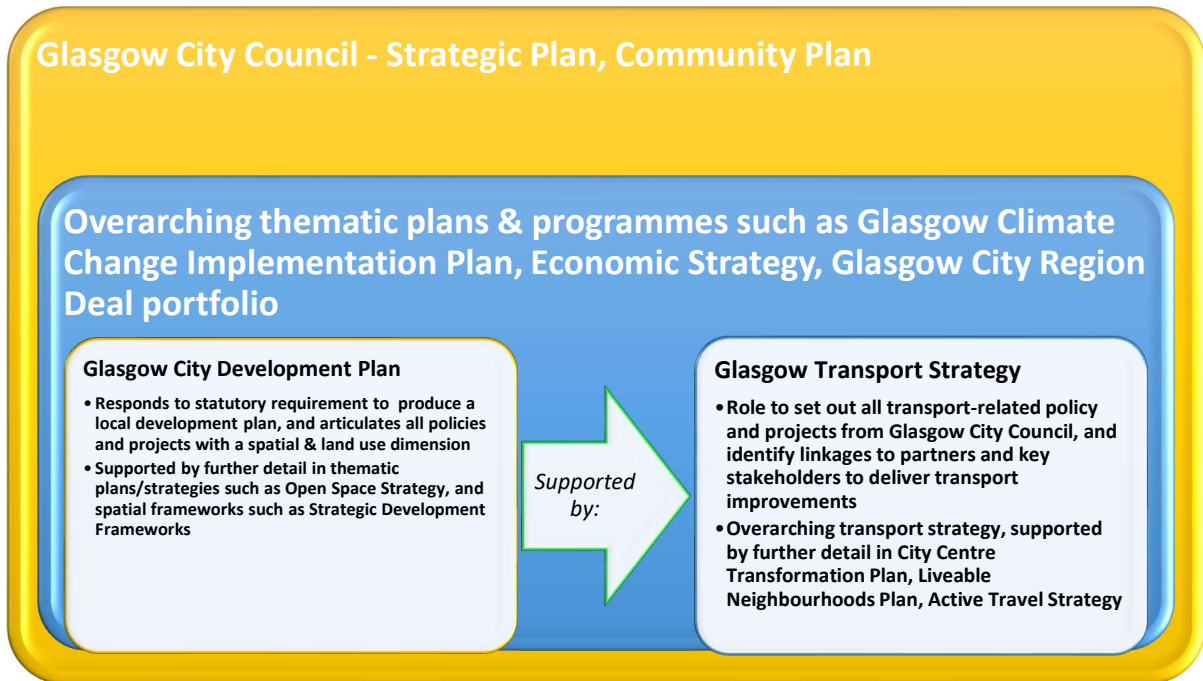 Glasgow City Council - Strategic Plan, Community Plan
Overarching thematic plans & programmes such as Glasgow Climate
Change Implementation Plan, Economic Strategy, Glasgow City Region
Deal portfolio
Glasgow City Development Plan
•Responds to statutory requirement to produce a
local development plan, and articulates all policies
and projects with a spatial & land use dimension
•Supported by further detail in thematic
plans/strategies such as Open Space Strategy, and
spatial frameworks such as Strategic Development
Frameworks
Supported
by:
Glasgow Transport Strategy
•Role to set out all transport-related policy
and projects from Glasgow City Council, and
identify linkages to partners and key
stakeholders to deliver transport
improvements
•Overarching transport strategy, supported
by further detail in City Centre
Transformation Plan, Liveable
Neighbourhoods Plan, Active Travel Strategy